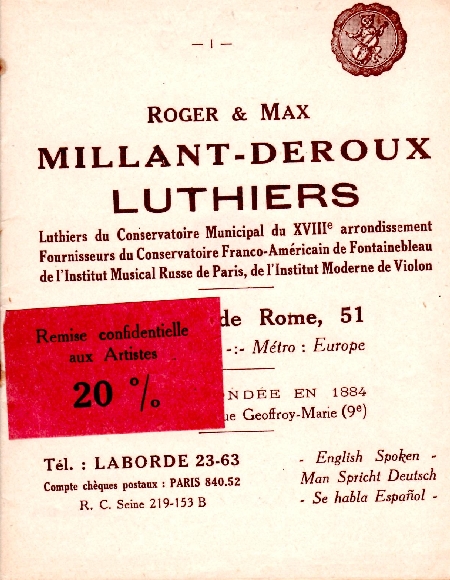 — I —
ROGER & MAX
MILLANT-DEROUX
LUTHIERS
Luthiers du Conservatoire Municipal du XVIIIe arrondissement
Fournisseurs du Conservatoire Franco-Américain de Fontainebleau
de l'Institut Musical Russe de Paris, de l'Institut Moderne de Violon
de Rome, 51
-:- Métro : Europe
Remise confidentielle
aux Artistes
20 %
ONDÉE EN 1884
ue Geoffroy-Marie (9e)
Tél. : LABORDE 23-63
Compte chèques postaux : PARIS 840.52
R. C. Seine 219-153 B
- English Spoken -
Man Spricht Deutsch
- Se habla Español -